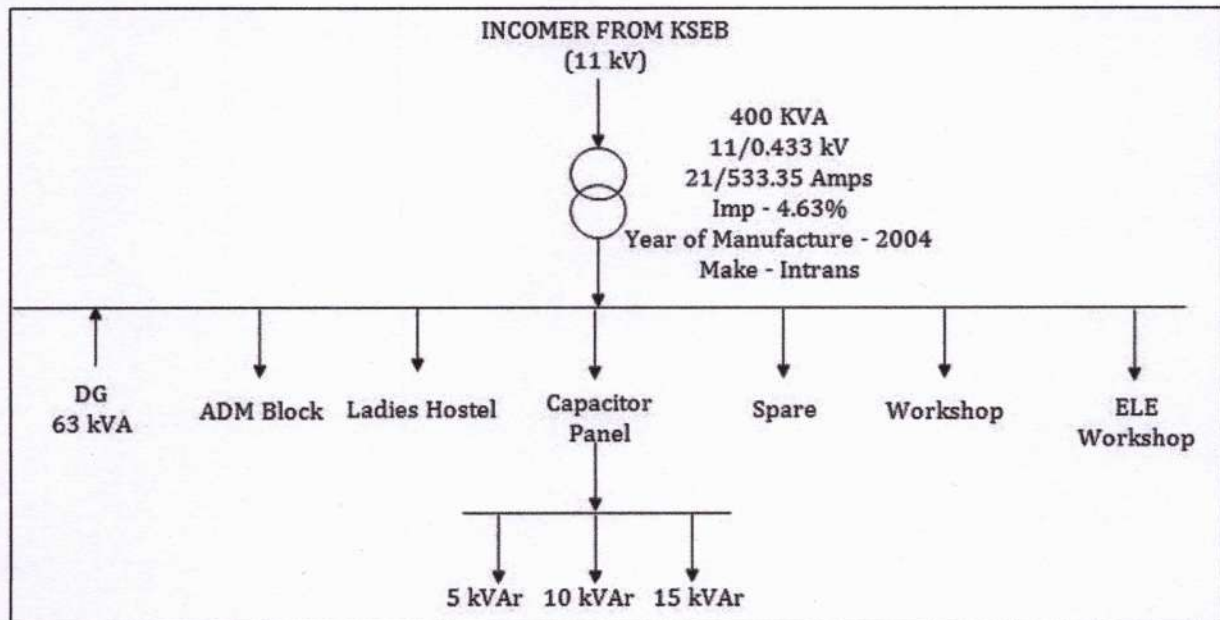 INCOMER FROM KSEB
(11 kV)
400 KVA
11/0.433 kV
21/533.35 Amps
Imp - 4.63%
Year of Manufacture - 2004
Make - Intrans
DG
63 kVA
ADM Block
Ladies Hostel
Capacitor
Panel
Spare
Workshop
ELE
Workshop
5 kVAr
10 kVAr
15 kVAr